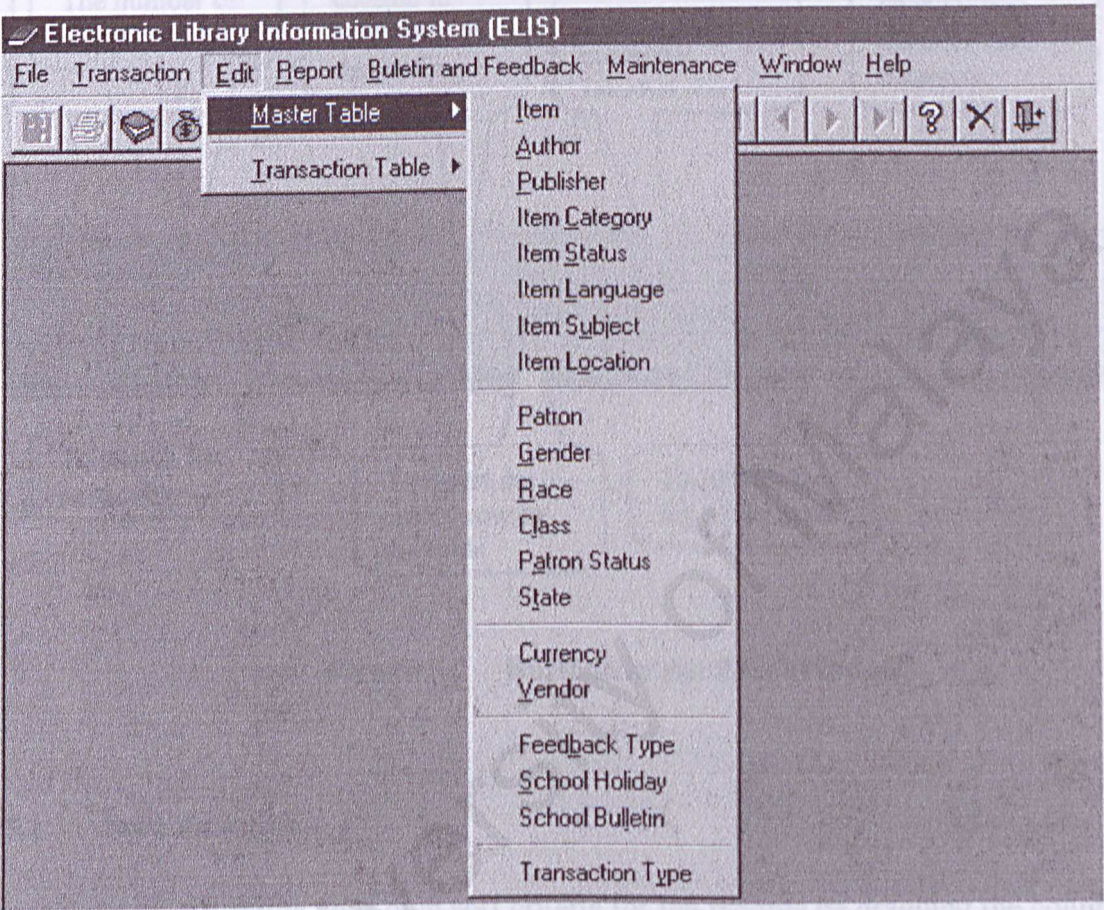 Electronic Library Information System (ELIS)
File Transaction Edit Report Buletin and Feedback Maintenance Window Help
Master Table
Transaction Table
Item
Author
Publisher
Item Category
Item Status
Item Language
Item Subject
Item Location
Patron
Gender
Race
Class
Patron Status
State
Currency
Vendor
Feedback Type
School Holiday
School Bulletin
Transaction Type
of Malaya